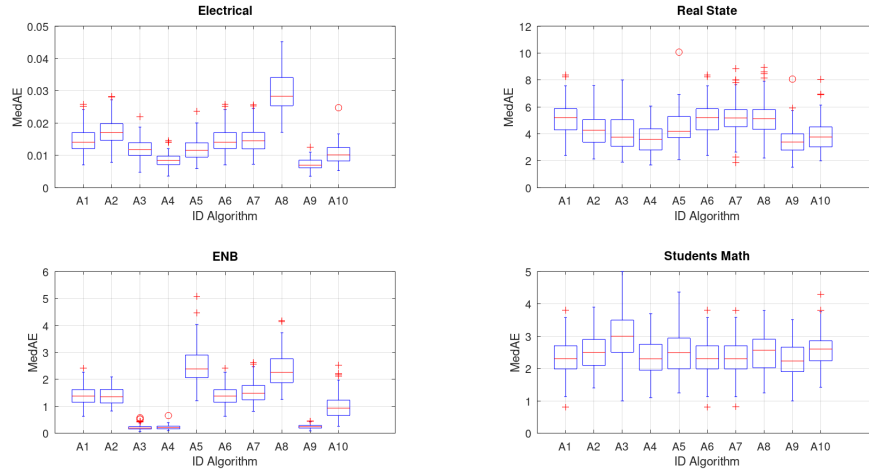 Electrical
0.05
0.04
0.03
0.02
0.01
0
MedAE
A1 A2 A3 A4 A5 A6 A7 A8 A9 A10
ID Algorithm
Real State
12
10
8
6
4
2
0
MedAE
A1 A2 A3 A4 A5 A6 A7 A8 A9 A10
ID Algorithm
ENB
6
5
4
3
2
1
0
MedAE
A1 A2 A3 A4 A5 A6 A7 A8 A9 A10
ID Algorithm
Students Math
5
4
3
2
1
0
MedAE
A1 A2 A3 A4 A5 A6 A7 A8 A9 A10
ID Algorithm